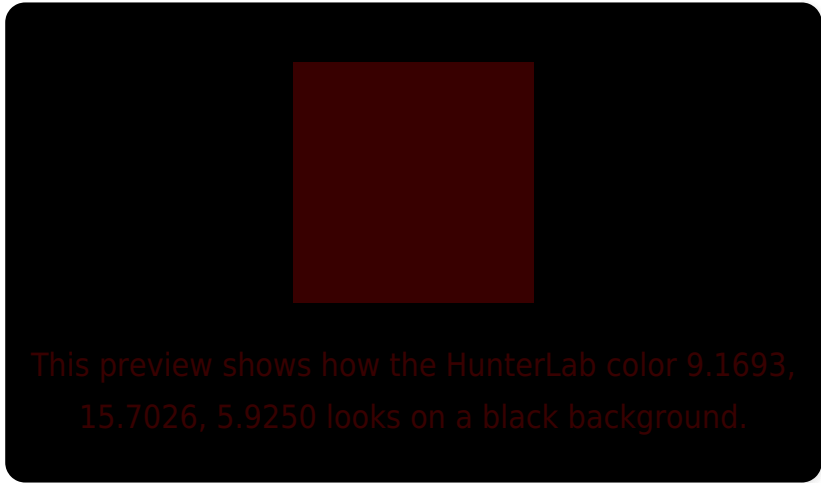 This preview shows how the HunterLab color 9.1693,
15.7026, 5.9250 looks on a black background.